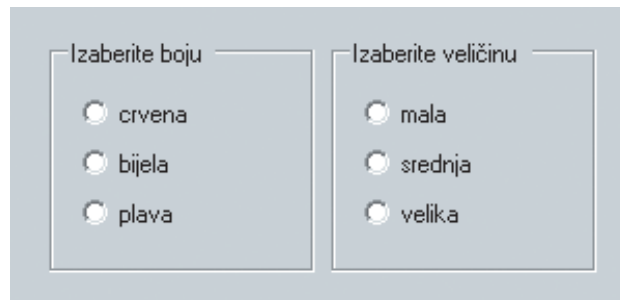 Izaberite boju
crvena
bijela
plava
Izaberite veličinu
mala
srednja
velika